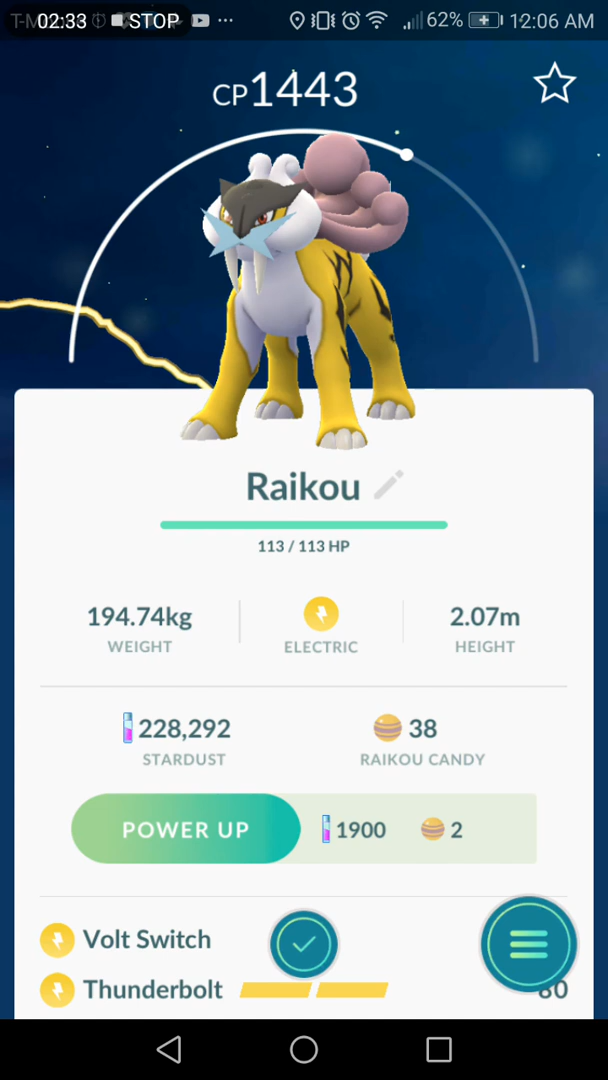 02:33 STOP 62% 12:06 AM
CP1443
Raikou
113 / 113 HP
194.74kg 2.07m
WEIGHT ELECTRIC HEIGHT
228,292 38
STARDUST RAIKOU CANDY
POWER UP 1900 2
Volt Switch
Thunderbolt 80